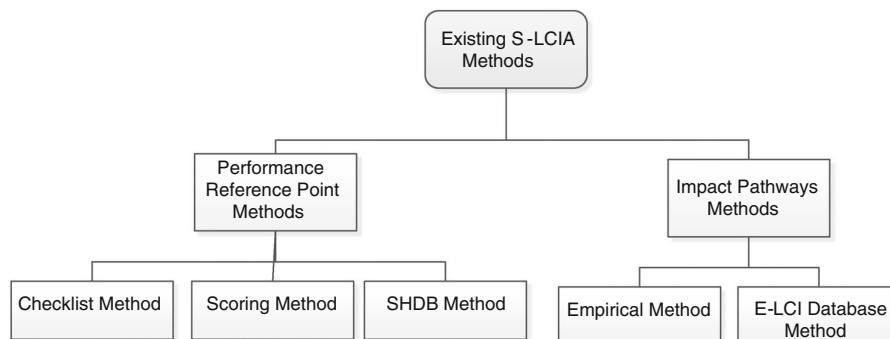 Existing S-LCIA
Methods
Performance
Reference Point
Methods
Impact Pathways
Methods
Checklist Method
Scoring Method
SHDB Method
Empirical Method
E-LCI Database
Method